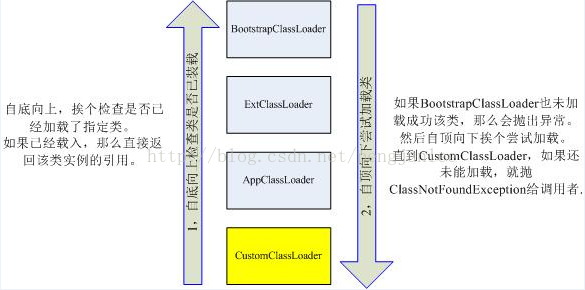 BootstrapClassLoader
ExtClassLoader
AppClassLoader
CustomClassLoader
自底向上，挨个检查是否已
经加载了指定类。
如果已经载入，那么直接返
回该类实例的引用。
1，自底向上检查类是否已装载
2，自顶向下尝试加载类
如果BootstrapClassLoader也未加
载成功该类，那么会抛出异常。
然后自顶向下挨个尝试加载。
直到CustomClassLoader，如果还
未能加载，就抛
ClassNotFoundException给调用者.
http://blog.csdn.net/